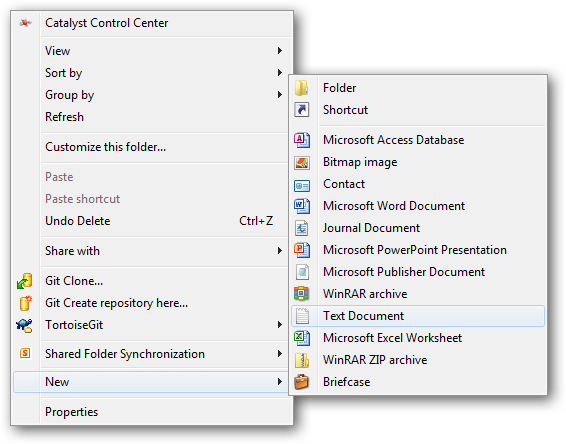 Catalyst Control Center
View
Sort by
Group by
Refresh
Customize this folder...
Paste
Paste shortcut
Undo Delete Ctrl+Z
Share with
Git Clone...
Git Create repository here...
TortoiseGit
Shared Folder Synchronization
New
Properties
Folder
Shortcut
Microsoft Access Database
Bitmap image
Contact
Microsoft Word Document
Journal Document
Microsoft PowerPoint Presentation
Microsoft Publisher Document
WinRAR archive
Text Document
Microsoft Excel Worksheet
WinRAR ZIP archive
Briefcase